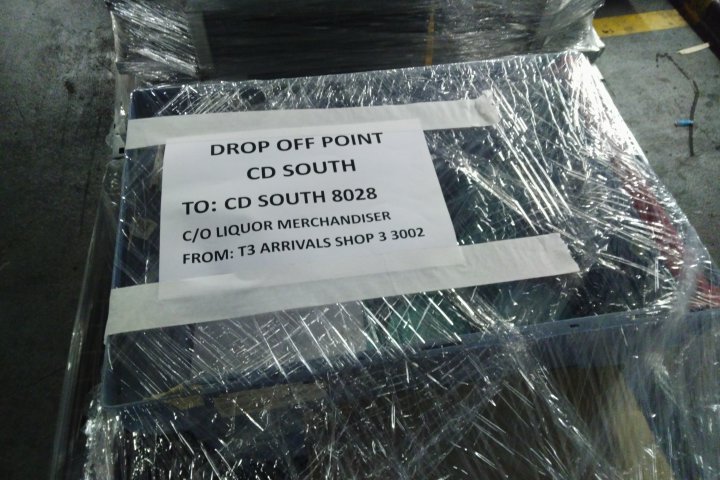 DROP OFF POINT
CD SOUTH
TO: CD SOUTH 8028
C/O LIQUOR MERCHANDISER
FROM: T3 ARRIVALS SHOP 3 3002